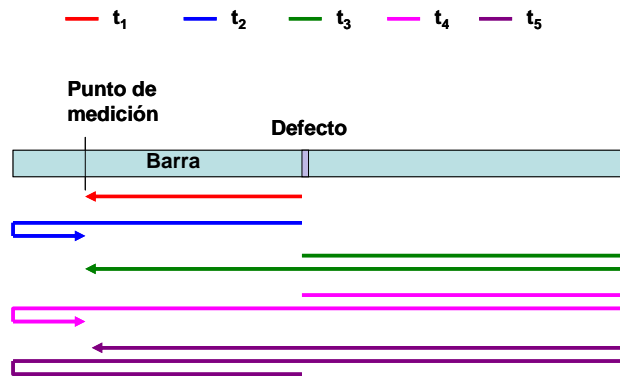 t₁ t₂ t₃ t₄ t₅
Punto de
medición
Defecto
Barra